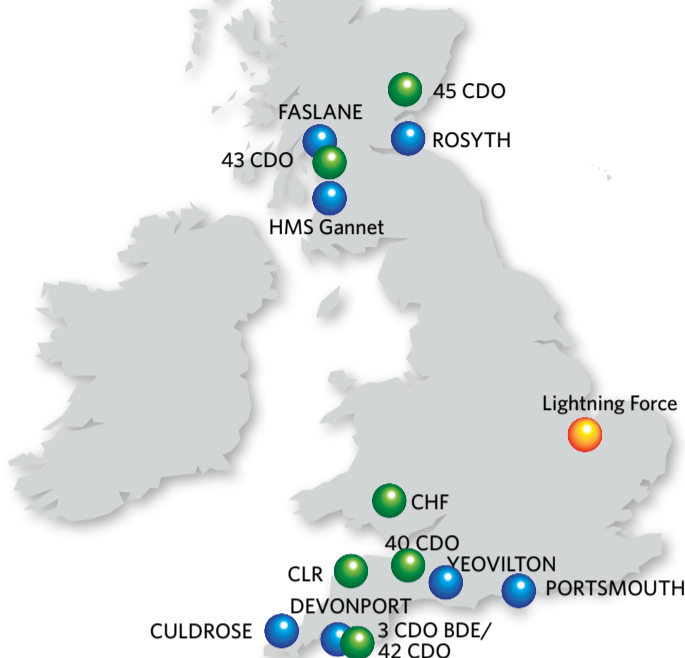 45 CDO
FASLANE
ROSYTH
43 CDO
HMS Gannet
Lightning Force
CHF
40 CDO
YEOVILTON
CLR
PORTSMOUTH
DEVONPORT
CULDROSE
3 CDO BDE/
42 CDO